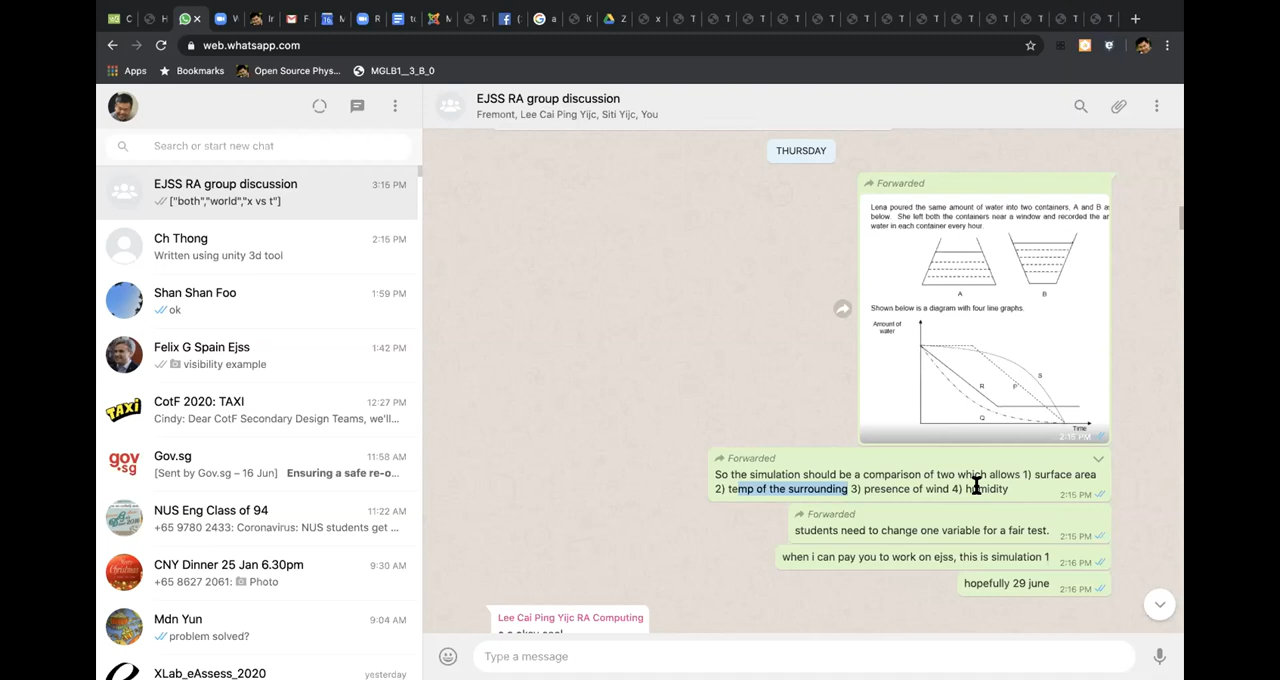 web.whatsapp.com
Apps
Bookmarks
Open Source Phys...
MGLB1__3_B_0
Search or start new chat
EJSS RA group discussion
3:15 PM
["both","world","x vs t"]
Ch Thong
2:15 PM
Written using unity 3d tool
Shan Shan Foo
1:59 PM
ok
Felix G Spain Ejss
1:42 PM
visibility example
CotF 2020: TAXI
12:27 PM
Cindy: Dear CotF Secondary Design Teams, we'll...
Gov.sg
11:58 AM
[Sent by Gov.sg – 16 Jun] Ensuring a safe re-o...
NUS Eng Class of 94
11:22 AM
+65 9780 2433: Coronavirus: NUS students get ...
CNY Dinner 25 Jan 6.30pm
9:30 AM
+65 8627 2061: Photo
Mdn Yun
9:04 AM
problem solved?
XLab_eAssess_2020
yesterday
EJSS RA group discussion
Fremont, Lee Cai Ping Yijc, Siti Yijc, You
THURSDAY
Forwarded
Lena poured the same amount of water into two containers, A and B as
below. She left both the containers near a window and recorded the
water in each container every hour.
A
B
Shown below is a diagram with four line graphs.
Amount of
water
R
P
S
Q
Time
2:15 PM
Forwarded
So the simulation should be a comparison of two which allows 1) surface area
2) temp of the surrounding 3) presence of wind 4) humidity
2:15 PM
Forwarded
students need to change one variable for a fair test.
2:15 PM
when i can pay you to work on ejss, this is simulation 1
2:16 PM
hopefully 29 june
2:16 PM
Lee Cai Ping Yijc RA Computing
Type a message